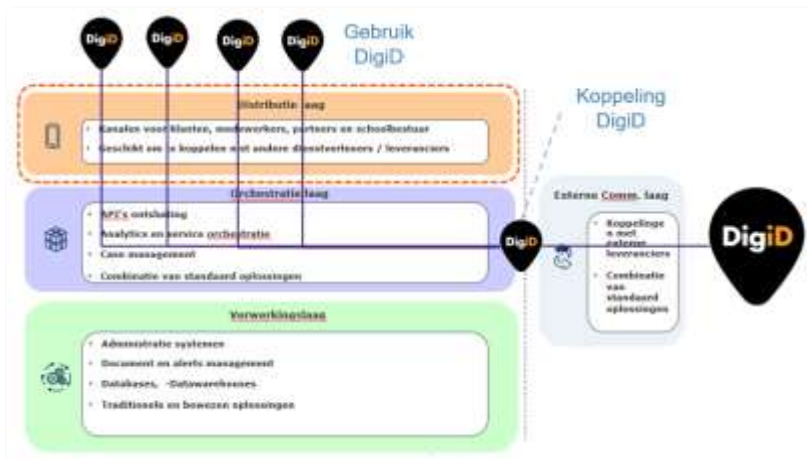 DigiD
DigiD
DigiD
DigiD
Gebruik
DigiD
Distributie laag
Kanalen voor klanten, medewerkers, partners en schoolbestuur
Geschikt om te koppelen met andere dienstverleners / leveranciers
Koppeling
DigiD
Orchestratie laag
API's ontsluiting
Analytics en service orchestratie
Case management
Combinatie van standaard oplossingen
DigiD
Externe Comm. laag
Koppelinge
n met
externe
leveranciers
Combinatie
van
standaard
oplossingen
DigiD
Verwerkingslaag
Administratie systemen
Document en alerts management
Databases, -Datawarehouses
Traditionele en bewezen oplossingen